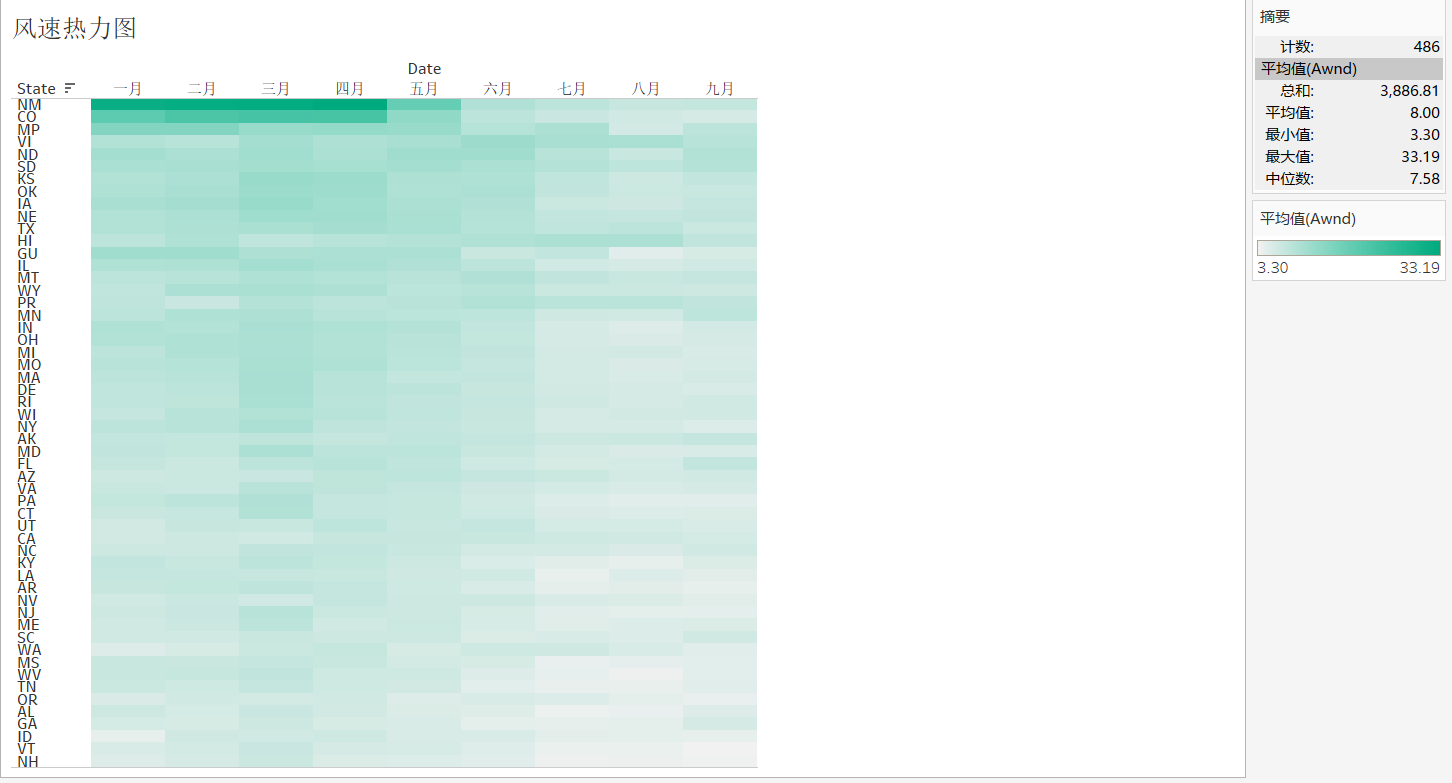 风速热力图
Date
State 一月 二月 三月 四月 五月 六月 七月 八月 九月
NM
CO
MP
VI
ND
SD
KS
OK
IA
NE
TX
HI
GU
IL
MT
WY
PR
MN
IN
OH
MI
MO
MA
DE
RI
WI
NY
AK
MD
FL
AZ
VA
PA
CT
UT
CA
NC
KY
LA
AR
NV
NJ
ME
SC
WA
MS
WV
TN
OR
AL
GA
ID
VT
NH
摘要
计数: 486
平均值(Awnd)
总和: 3,886.81
平均值: 8.00
最小值: 3.30
最大值: 33.19
中位数: 7.58
平均值(Awnd)
3.30 33.19